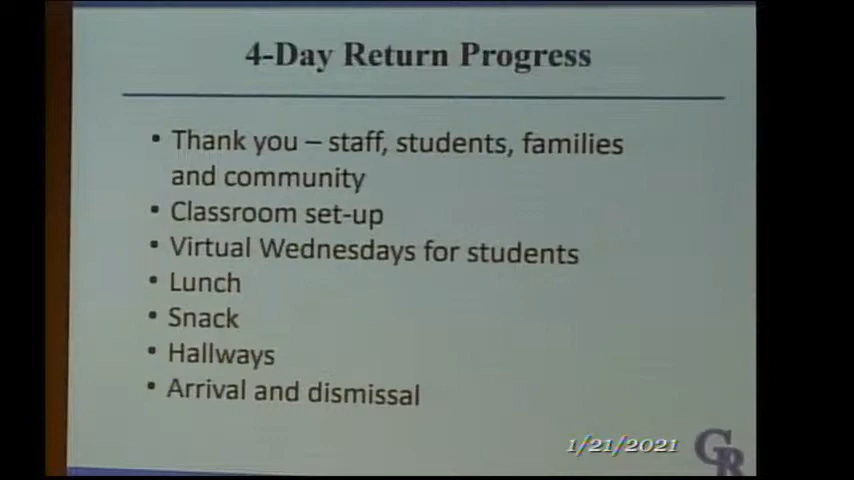 4-Day Return Progress
• Thank you – staff, students, families
and community
• Classroom set-up
• Virtual Wednesdays for students
• Lunch
• Snack
• Hallways
• Arrival and dismissal
1/21/2021
GR